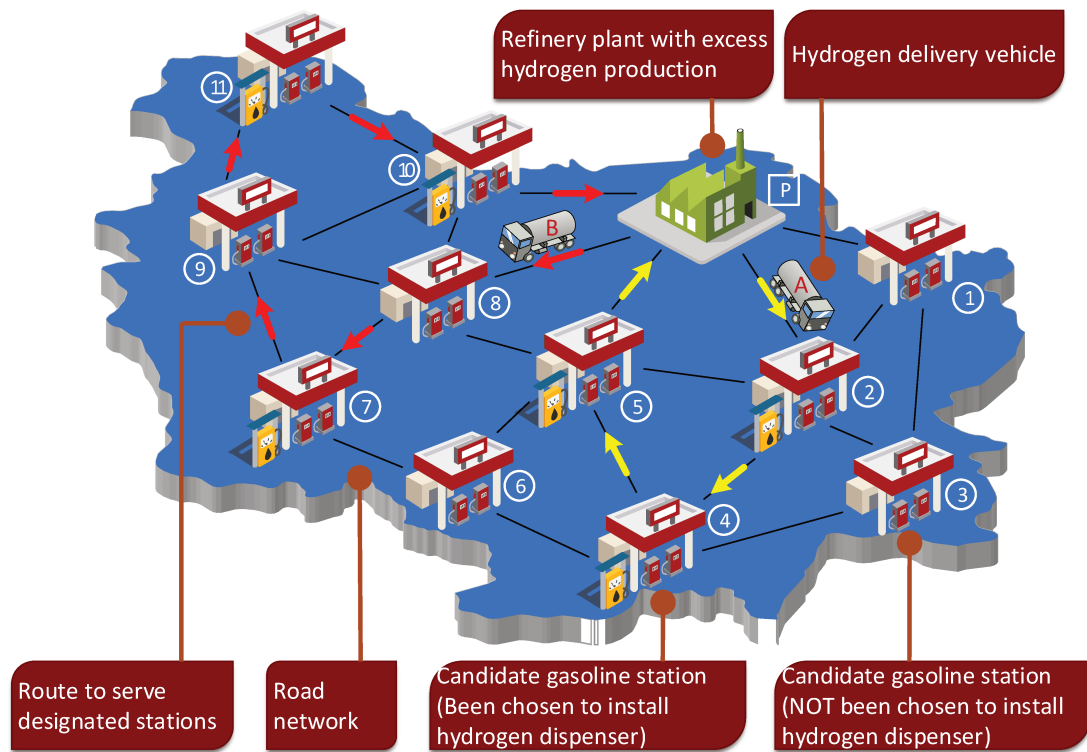 Refinery plant with excess
hydrogen production
Hydrogen delivery vehicle
11
10
P
B
A
9
8
1
7
5
2
6
4
3
Route to serve
designated stations
Road
network
Candidate gasoline station
(Been chosen to install
hydrogen dispenser)
Candidate gasoline station
(NOT been chosen to install
hydrogen dispenser)